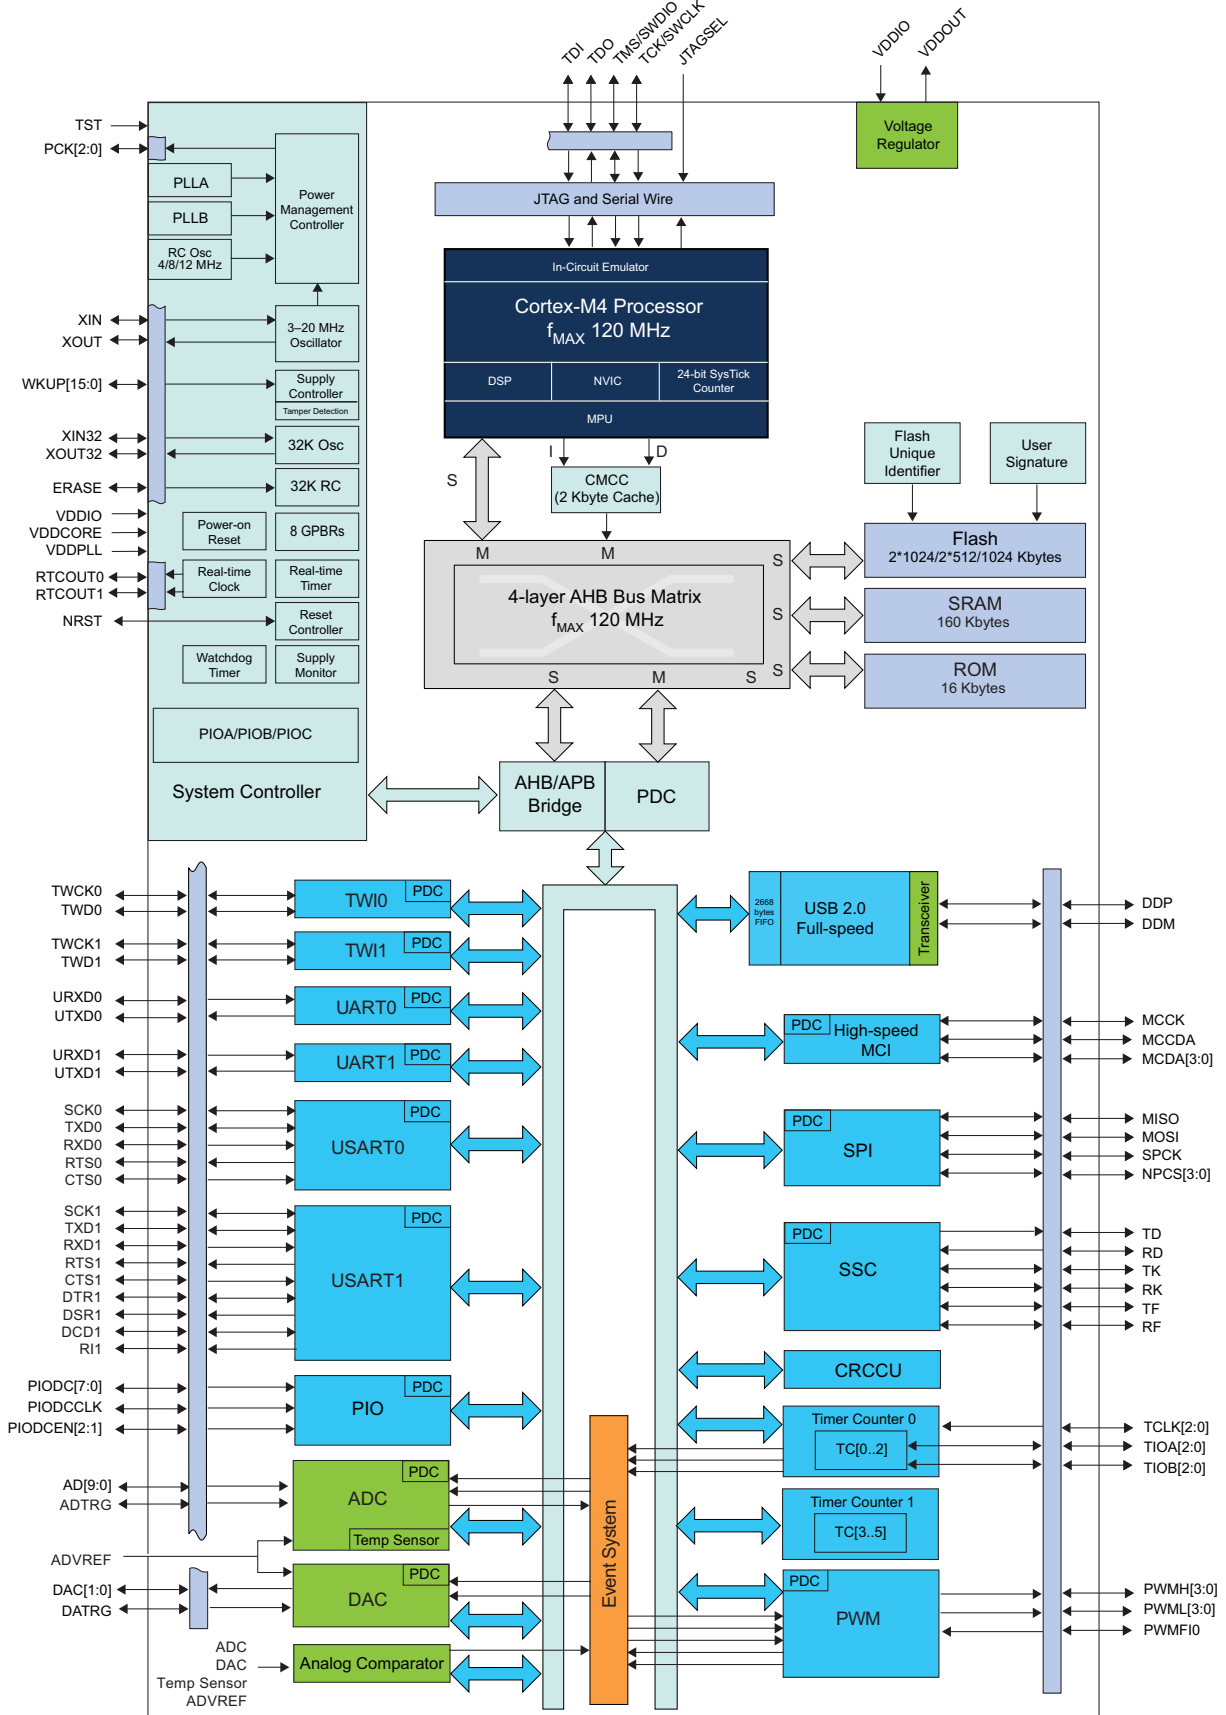 TDI
TDO
TMS/SWDIO
TCK/SWCLK
JTAGSEL
VDDIO
VDDOUT
TST
PCK[2:0]
PLLA
PLLB
RC Osc
4/8/12 MHz
Power
Management
Controller
XIN
XOUT
3–20 MHz
Oscillator
WKUP[15:0]
Supply
Controller
Tamper Detection
XIN32
XOUT32
32K Osc
ERASE
32K RC
VDDIO
VDDCORE
VDDPLL
Power-on
Reset
8 GPBRs
RTCOUT0
RTCOUT1
Real-time
Clock
Real-time
Timer
NRST
Reset
Controller
Watchdog
Timer
Supply
Monitor
PIOA/PIOB/PIOC
System Controller
Voltage
Regulator
JTAG and Serial Wire
In-Circuit Emulator
Cortex-M4 Processor
fMAX 120 MHz
DSP
NVIC
24-bit SysTick
Counter
MPU
S
I
D
CMCC
(2 Kbyte Cache)
Flash
Unique
Identifier
User
Signature
M
M
S
4-layer AHB Bus Matrix
fMAX 120 MHz
S
S
S
M
S
Flash
2*1024/2*512/1024 Kbytes
SRAM
160 Kbytes
ROM
16 Kbytes
AHB/APB
Bridge
PDC
TWCK0
TWD0
TWI0
PDC
TWCK1
TWD1
TWI1
PDC
URXD0
UTXD0
UART0
PDC
URXD1
UTXD1
UART1
PDC
SCK0
TXD0
RXD0
RTS0
CTS0
USART0
PDC
SCK1
TXD1
RXD1
RTS1
CTS1
DTR1
DSR1
DCD1
RI1
USART1
PDC
PIODC[7:0]
PIODCCLK
PIODCEN[2:1]
PIO
PDC
AD[9:0]
ADTRG
ADC
PDC
Temp Sensor
ADVREF
DAC[1:0]
DATRG
DAC
PDC
ADC
DAC
Temp Sensor
ADVREF
Analog Comparator
Event System
2668
bytes
FIFO
USB 2.0
Full-speed
Transceiver
DDP
DDM
PDC
High-speed
MCI
MCCK
MCCDA
MCDA[3:0]
PDC
SPI
MISO
MOSI
SPCK
NPCS[3:0]
PDC
SSC
TD
RD
TK
RK
TF
RF
CRCCU
Timer Counter 0
TC[0..2]
TCLK[2:0]
TIOA[2:0]
TIOB[2:0]
Timer Counter 1
TC[3..5]
PDC
PWM
PWMH[3:0]
PWML[3:0]
PWMFI0